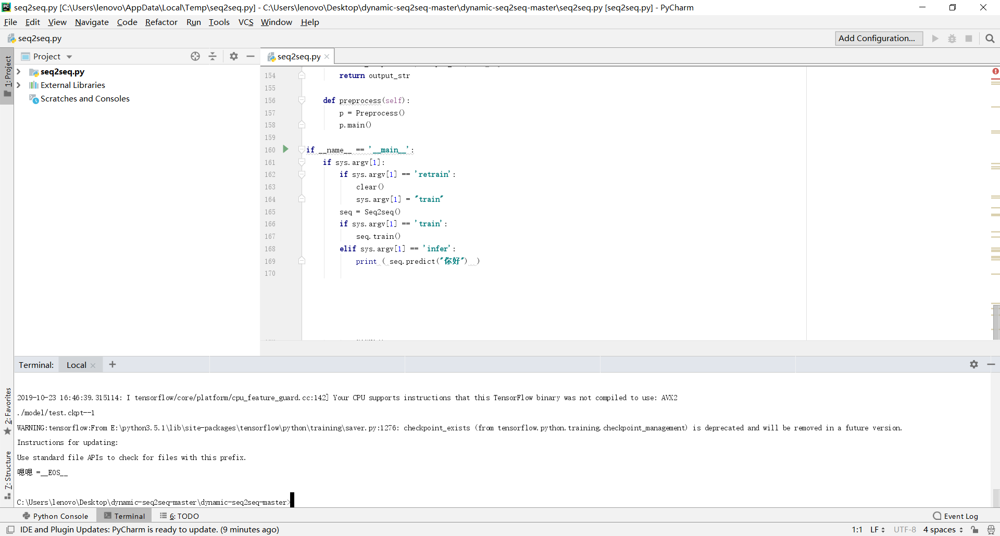 seq2seq.py [C:\Users\lenovo\AppData\Local\Temp\seq2seq.py] - C:\Users\lenovo\Desktop\dynamic-seq2seq-master\dynamic-seq2seq-master\seq2seq.py [seq2seq.py] - PyCharm
File Edit View Navigate Code Refactor Run Tools VCS Window Help
seq2seq.py
Add Configuration...
1: Project
Project
seq2seq.py
External Libraries
Scratches and Consoles
seq2seq.py
154 return output_str
155
156 def preprocess(self):
157 p = Preprocess()
158 p.main()
159
160 if __name__ == '__main__':
161 if sys.argv[1]:
162 if sys.argv[1] == 'retrain':
163 clear()
164 sys.argv[1] = "train"
165 seq = Seq2seq()
166 if sys.argv[1] == 'train':
167 seq.train()
168 elif sys.argv[1] == 'infer':
169 print ( seq.predict("你好")  )
170
Terminal: Local
2: Favorites
7: Structure
2019-10-23 16:46:39.315114: I tensorflow/core/platform/cpu_feature_guard.cc:142] Your CPU supports instructions that this TensorFlow binary was not compiled to use: AVX2
./model/test.ckpt--1
WARNING:tensorflow:From E:\python3.5.1\lib\site-packages\tensorflow\python\training\saver.py:1276: checkpoint_exists (from tensorflow.python.training.checkpoint_management) is deprecated and will be removed in a future version.
Instructions for updating:
Use standard file APIs to check for files with this prefix.
嗯嗯 =__EOS__
C:\Users\lenovo\Desktop\dynamic-seq2seq-master\dynamic-seq2seq-master>
Python Console Terminal 6: TODO Event Log
IDE and Plugin Updates: PyCharm is ready to update. (9 minutes ago) 1:1 LF UTF-8 4 spaces